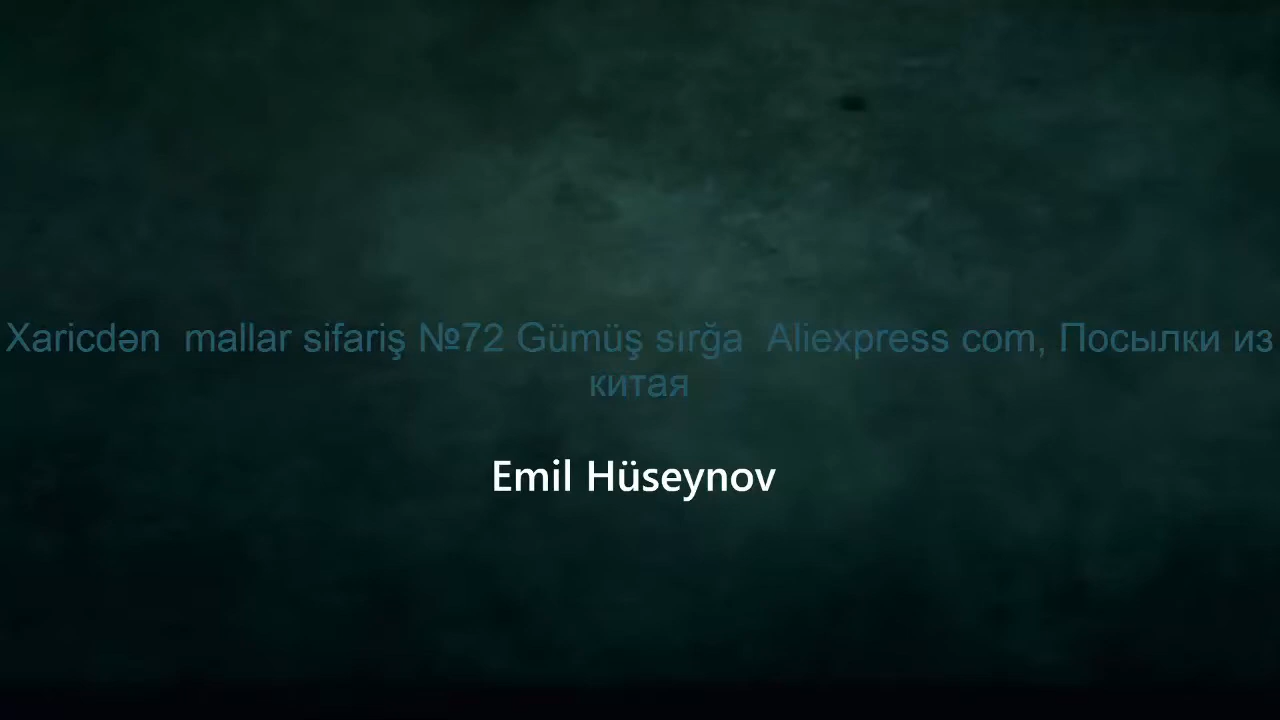 Xaricdən  mallar sifariş №72 Gümüş sırğa  Aliexpress com, Посылки из
китая
Emil Hüseynov